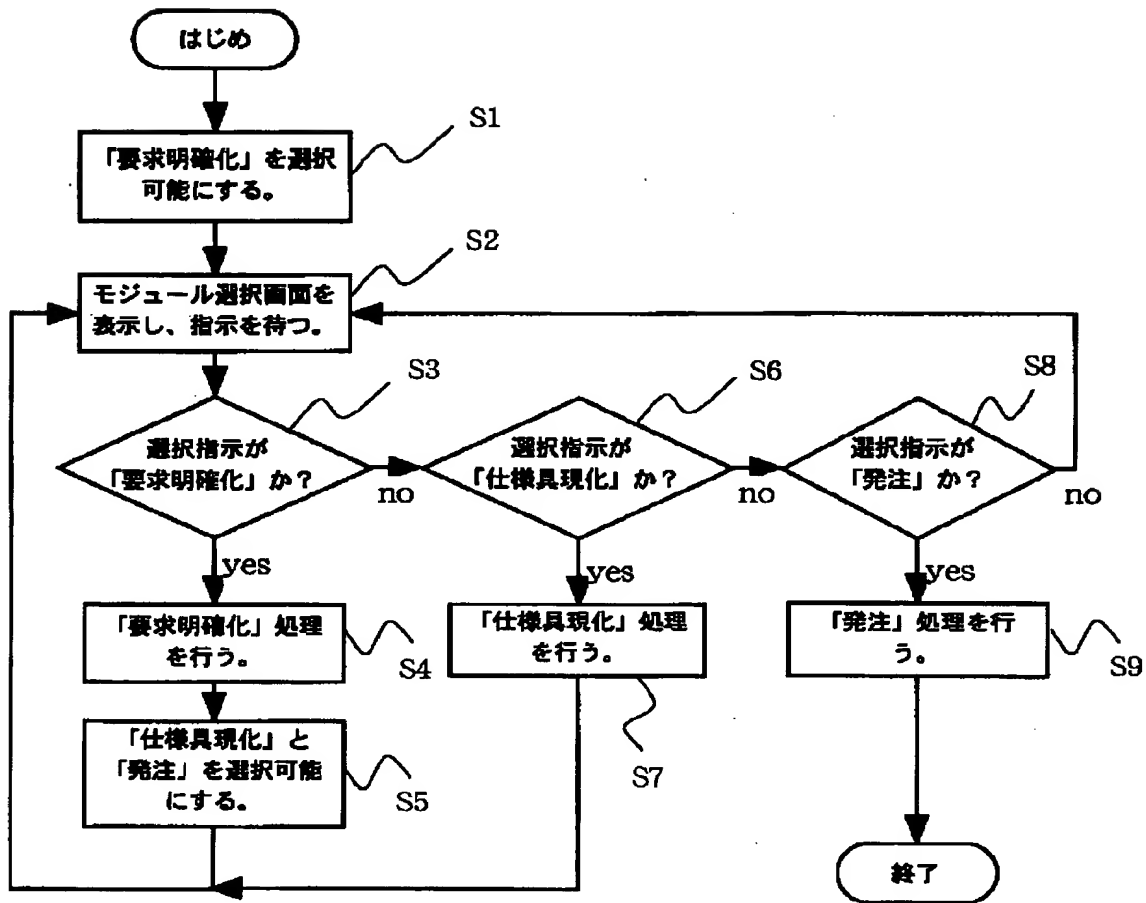 はじめ
S1
「要求明確化」を選択
可能にする。
S2
モジュール選択画面を
表示し、指示を待つ。
S3
選択指示が
「要求明確化」か？
no
S6
選択指示が
「仕様具現化」か？
no
S8
選択指示が
「発注」か？
no
yes
yes
yes
「要求明確化」処理
を行う。
S4
「仕様具現化」処理
を行う。
S7
「発注」処理を行
う。
S9
「仕様具現化」と
「発注」を選択可能
にする。
S5
終了